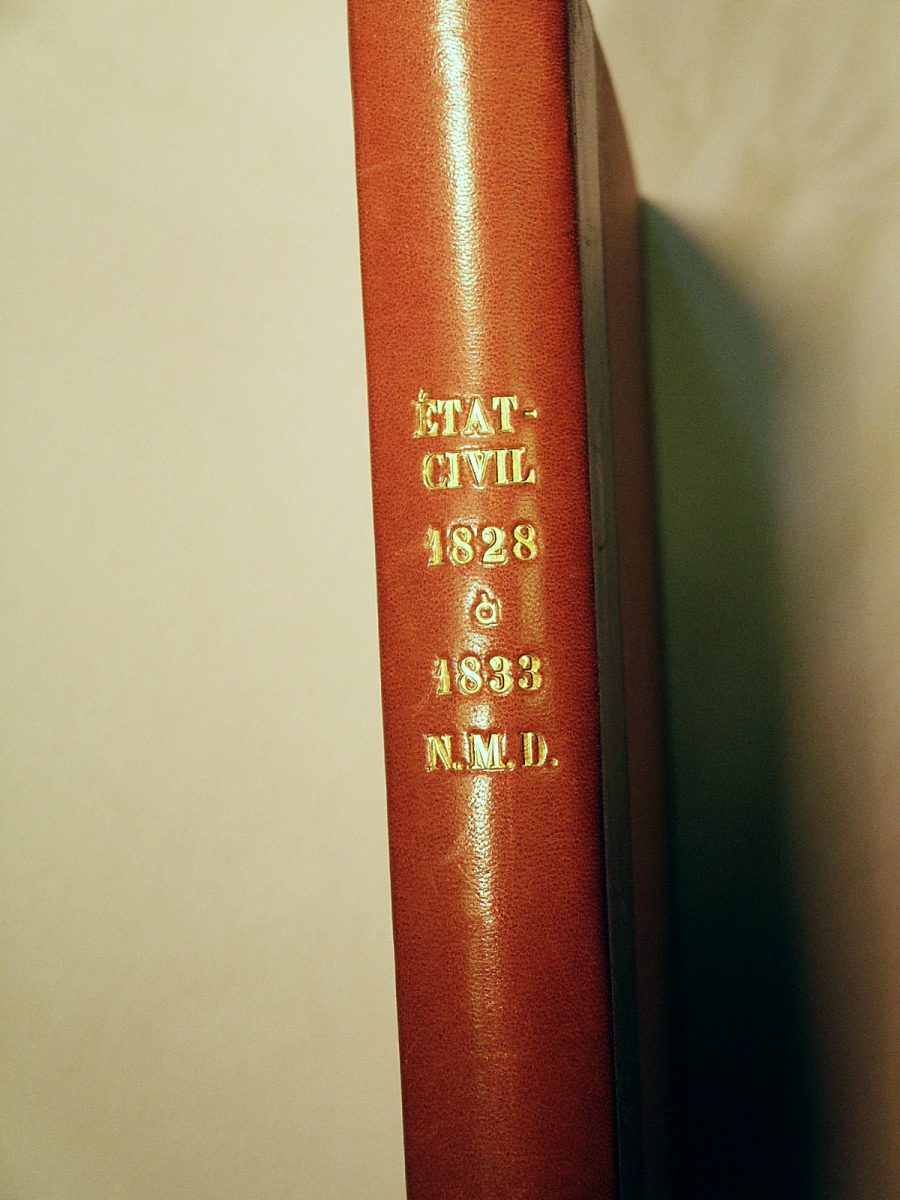 ÉTAT-
CIVIL
1828
à
1833
N.M.D.